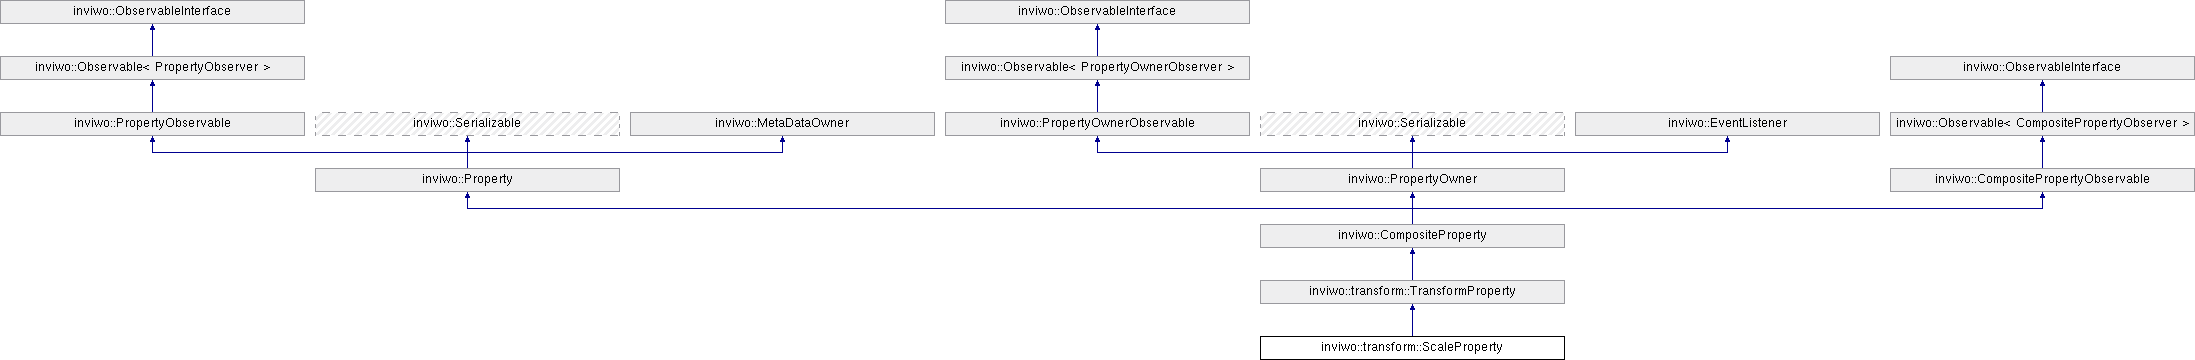 inviwo::ObservableInterface
inviwo::ObservableInterface
inviwo::Observable< PropertyObserver >
inviwo::Observable< PropertyOwnerObserver >
inviwo::ObservableInterface
inviwo::PropertyObservable
inviwo::Serializable
inviwo::MetaDataOwner
inviwo::PropertyOwnerObservable
inviwo::Serializable
inviwo::EventListener
inviwo::Observable< CompositePropertyObserver >
inviwo::Property
inviwo::PropertyOwner
inviwo::CompositePropertyObservable
inviwo::CompositeProperty
inviwo::transform::TransformProperty
inviwo::transform::ScaleProperty